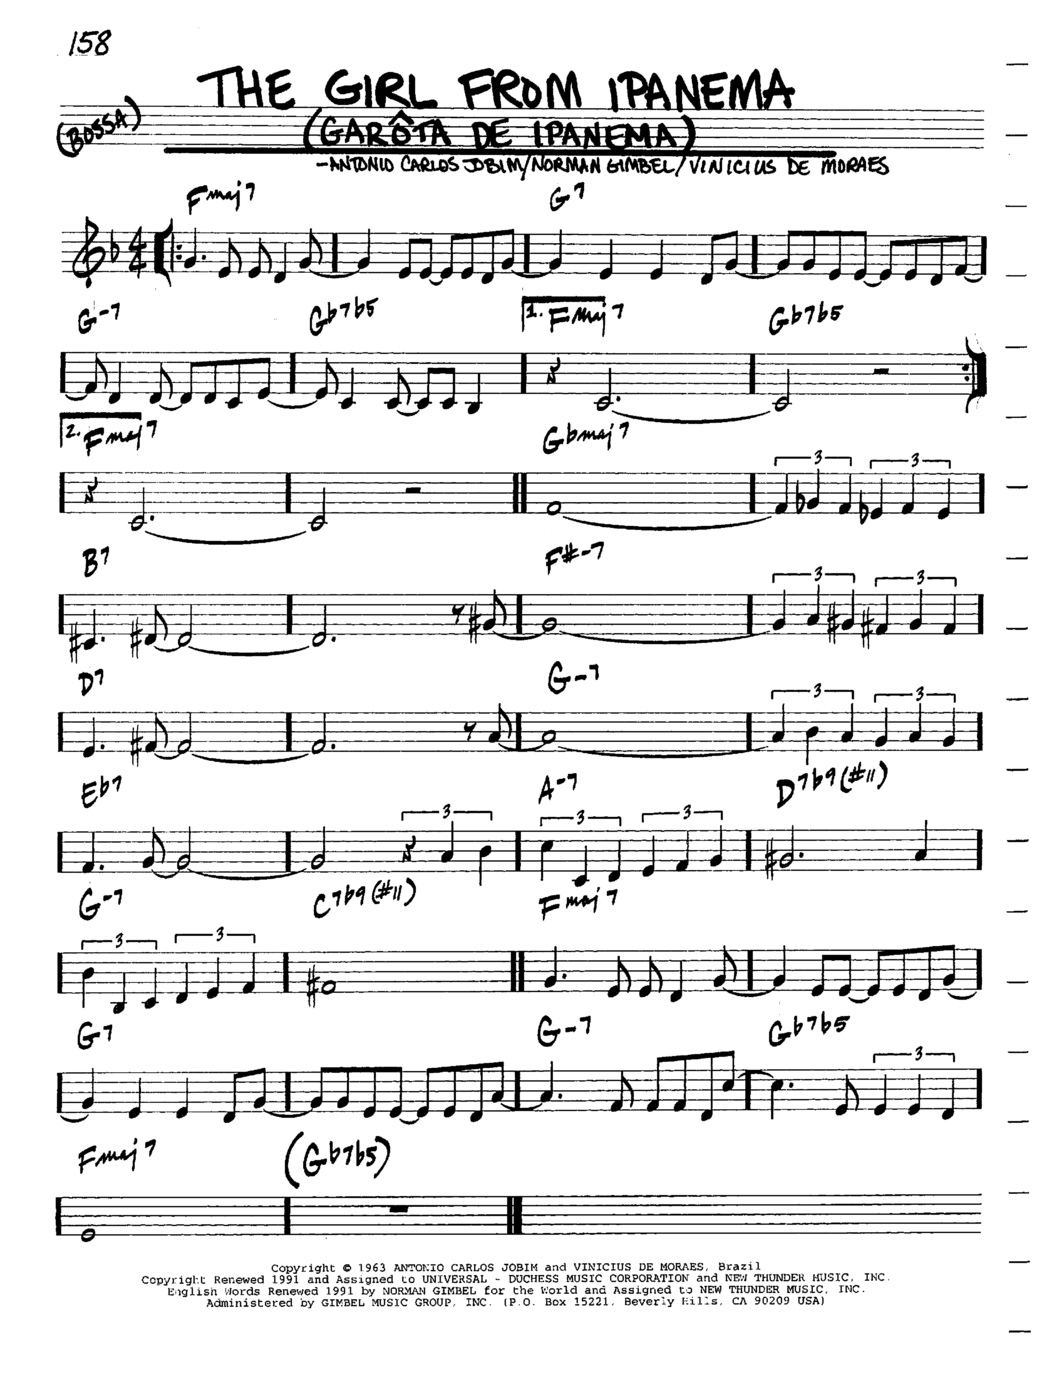 158
THE GIRL FROM IPANEMA
(BOSSA)
(GARÔTA DE IPANEMA)
-ANTONIO CARLOS JOBIM/NORMAN GIMBEL/VINICIUS DE MORAES
Fmaj7 G7
4
4
G-7 Gb7b5 1. Fmaj7 Gb7b5
2. Fmaj7 Gbmaj7
3 3
B7 F#-7
3 3
D7 G-7
3 3
Eb7 A-7 D7b9(#11)
3 3 3
G-7 C7b9(#11) Fmaj7
3 3
G7 G-7 Gb7b5
3
Fmaj7 (Gb7b5)
Copyright © 1963 ANTONIO CARLOS JOBIM and VINICIUS DE MORAES, Brazil
Copyright Renewed 1991 and Assigned to UNIVERSAL - DUCHESS MUSIC CORPORATION and NEW THUNDER MUSIC, INC.
English Words Renewed 1991 by NORMAN GIMBEL for the World and Assigned to NEW THUNDER MUSIC, INC.
Administered by GIMBEL MUSIC GROUP, INC. (P.O. Box 15221, Beverly Hills, CA 90209 USA)